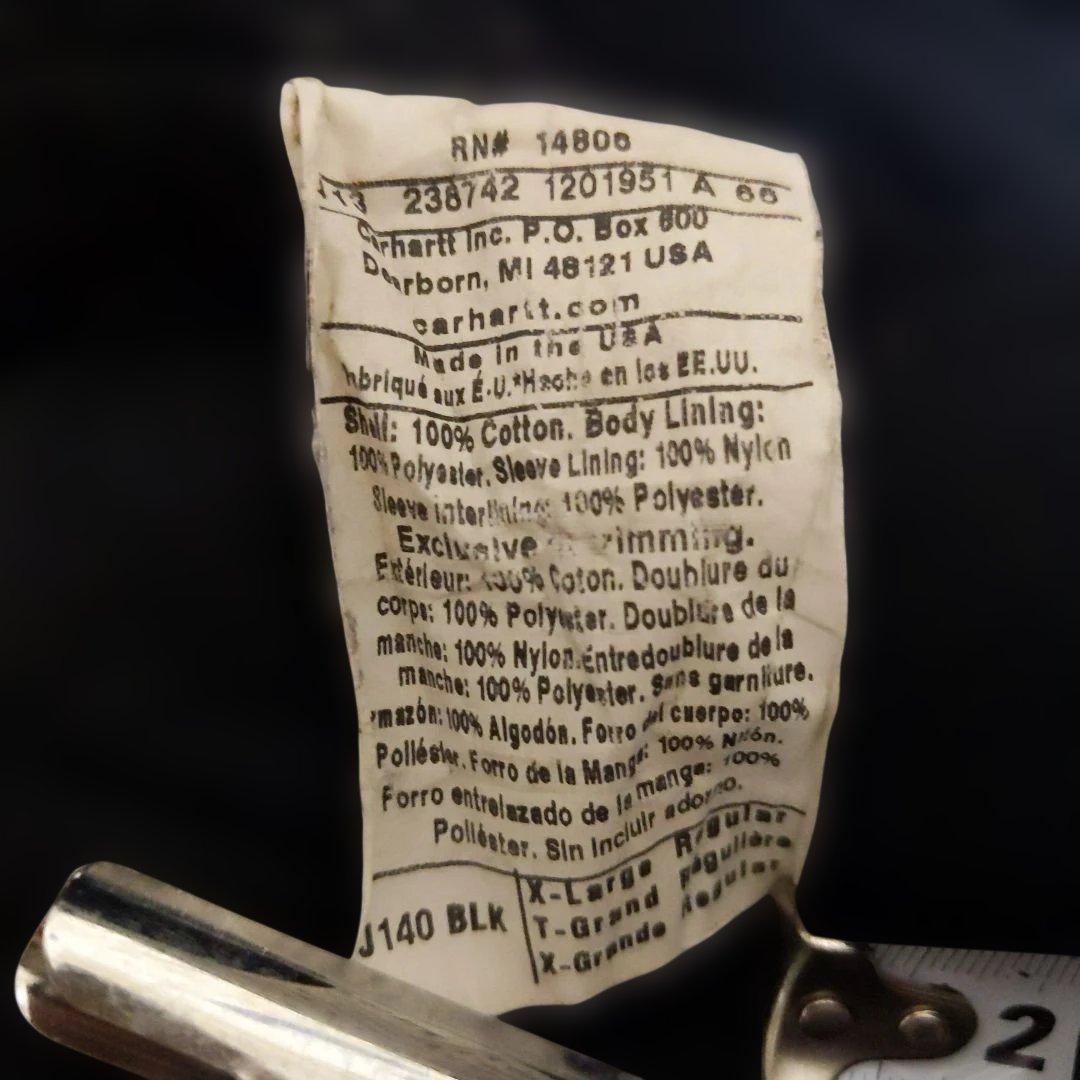 RN# 14806
113 238742 1201951 A 66
Carhartt Inc. P.O. Box 600
Dearborn, MI 48121 USA
carhartt.com
Made in the USA
Fabriqué aux É.U.*Hecho en los EE.UU.
Shell: 100% Cotton. Body Lining:
100% Polyester. Sleeve Lining: 100% Nylon
Sleeve interlining: 100% Polyester.
Exclusive of trimming.
Extérieur: 100% Coton. Doublure du
corps: 100% Polyester. Doublure de la
manche: 100% Nylon.Entredoublure de la
manche: 100% Polyester. Sans garniture.
Armazón: 100% Algodón. Forro del cuerpo: 100%
Poliéster. Forro de la Manga: 100% Nilón.
Forro entrelazado de la manga: 100%
Poliéster. Sin incluir adorno.
J140 BLK
X-Large Regular
T-Grand Régulière
X-Grande Regular
2